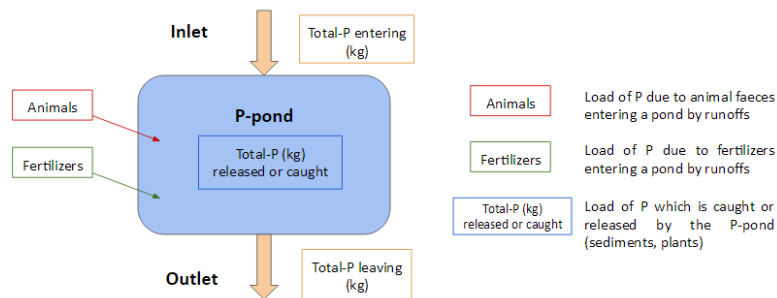 Inlet
Total-P entering
(kg)
Animals
Fertilizers
P-pond
Total-P (kg)
released or caught
Outlet
Total-P leaving
(kg)
Animals
Load of P due to animal faeces
entering a pond by runoffs
Fertilizers
Load of P due to fertilizers
entering a pond by runoffs
Total-P (kg)
released or caught
Load of P which is caught or
released by the P-pond
(sediments, plants)